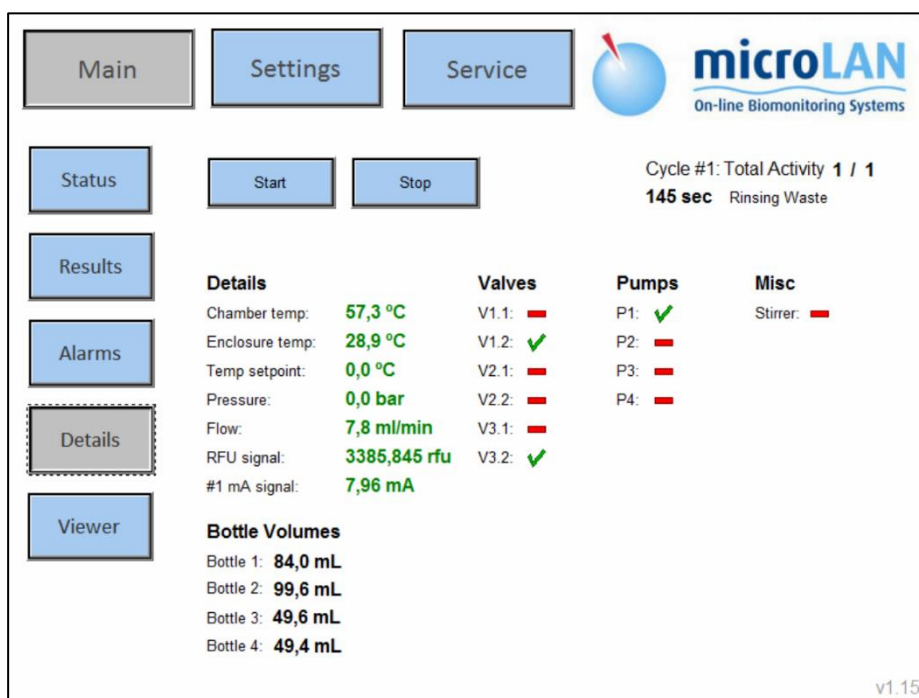 Main Settings Service
microLAN
On-line Biomonitoring Systems
Status Start Stop Cycle #1: Total Activity 1 / 1
145 sec Rinsing Waste
Results
Alarms
Details
Viewer
Details Valves Pumps Misc
Chamber temp: 57,3 ºC V1.1: P1: Stirrer:
Enclosure temp: 28,9 ºC V1.2: P2:
Temp setpoint: 0,0 ºC V2.1: P3:
Pressure: 0,0 bar V2.2: P4:
Flow: 7,8 ml/min V3.1:
RFU signal: 3385,845 rfu V3.2:
#1 mA signal: 7,96 mA
Bottle Volumes
Bottle 1: 84,0 mL
Bottle 2: 99,6 mL
Bottle 3: 49,6 mL
Bottle 4: 49,4 mL
v1.15